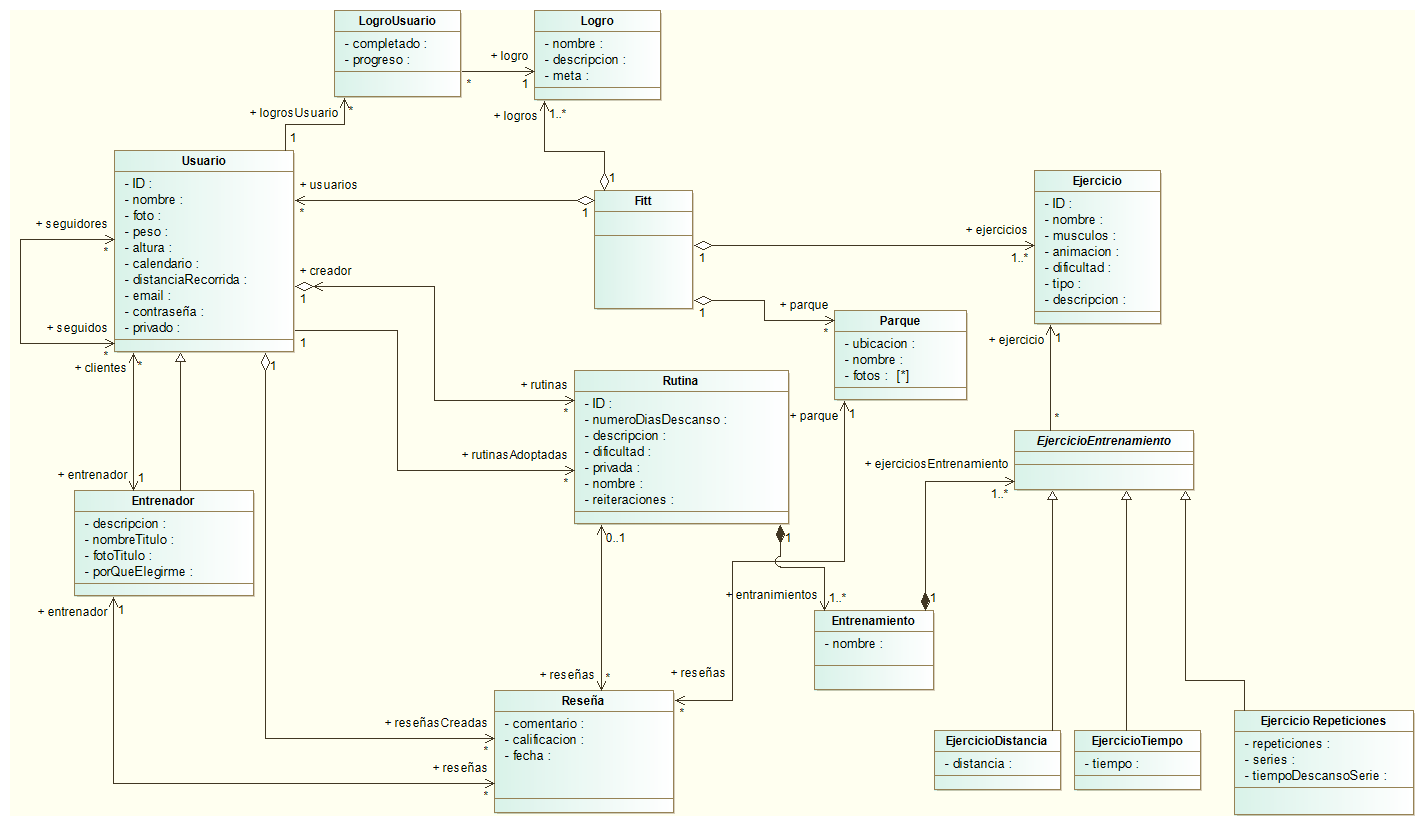 LogroUsuario
- completado :
- progreso :
Logro
- nombre :
- descripcion :
- meta :
+ logro
*
1
+ logrosUsuario
*
1
+ logros
1..*
1
Usuario
- ID :
- nombre :
- foto :
- peso :
- altura :
- calendario :
- distanciaRecorrida :
- email :
- contraseña :
- privado :
+ usuarios
*
1
Fitt
+ seguidores
*
+ seguidos
*
+ creador
1
1
+ ejercicios
1
1..*
Ejercicio
- ID :
- nombre :
- musculos :
- animacion :
- dificultad :
- tipo :
- descripcion :
+ parque
1
*
Parque
- ubicacion :
- nombre :
- fotos : [*]
+ ejercicio
1
*
+ clientes
*
1
+ rutinas
*
+ rutinasAdoptadas
*
Rutina
- ID :
- numeroDiasDescanso :
- descripcion :
- dificultad :
- privada :
- nombre :
- reiteraciones :
+ parque
1
EjercicioEntrenamiento
+ ejerciciosEntrenamiento
1..*
+ entrenador
1
Entrenador
- descripcion :
- nombreTitulo :
- fotoTitulo :
- porQueElegirme :
0..1
1
+ entranimientos
1..*
1
Entrenamiento
- nombre :
+ entrenador
1
+ reseñas
*
+ reseñas
*
Reseña
- comentario :
- calificacion :
- fecha :
+ reseñasCreadas
*
+ reseñas
*
EjercicioDistancia
- distancia :
EjercicioTiempo
- tiempo :
Ejercicio Repeticiones
- repeticiones :
- series :
- tiempoDescansoSerie :